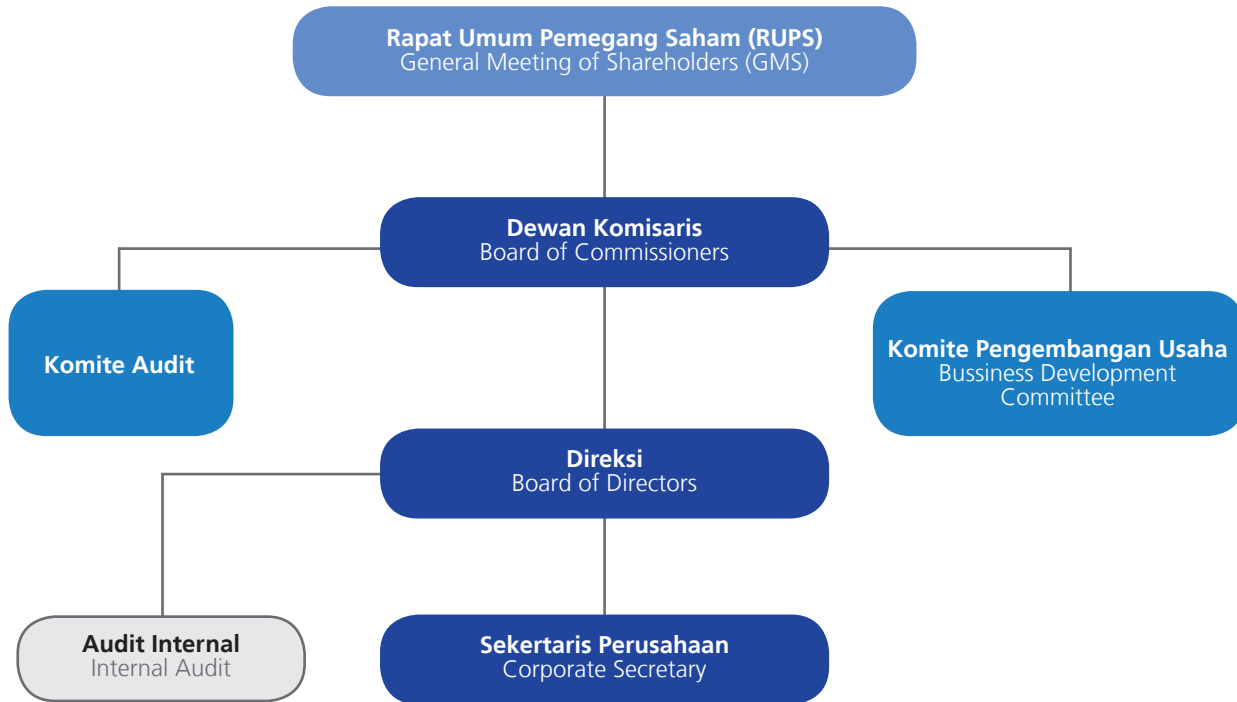 Rapat Umum Pemegang Saham (RUPS)
General Meeting of Shareholders (GMS)
Dewan Komisaris
Board of Commissioners
Komite Audit
Komite Pengembangan Usaha
Bussiness Development
Committee
Direksi
Board of Directors
Audit Internal
Internal Audit
Sekertaris Perusahaan
Corporate Secretary